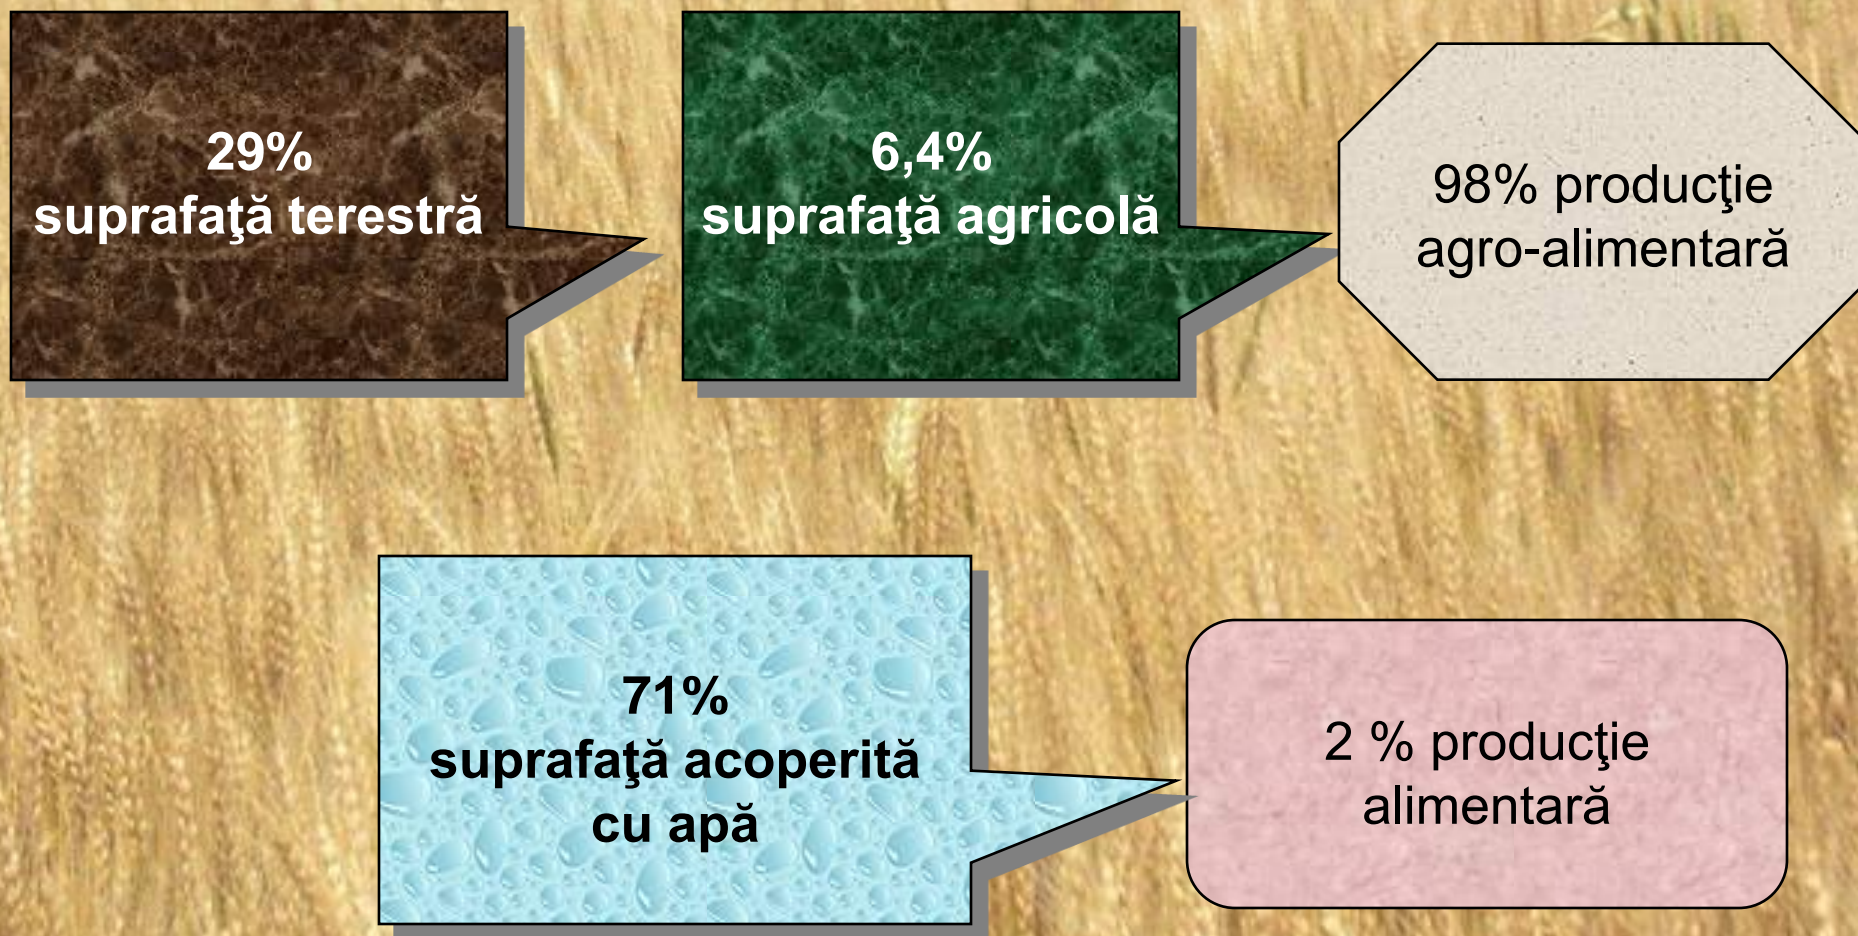 29%
suprafaţă terestră
6,4%
suprafaţă agricolă
98% producţie
agro-alimentară
71%
suprafaţă acoperită
cu apă
2 % producţie
alimentară